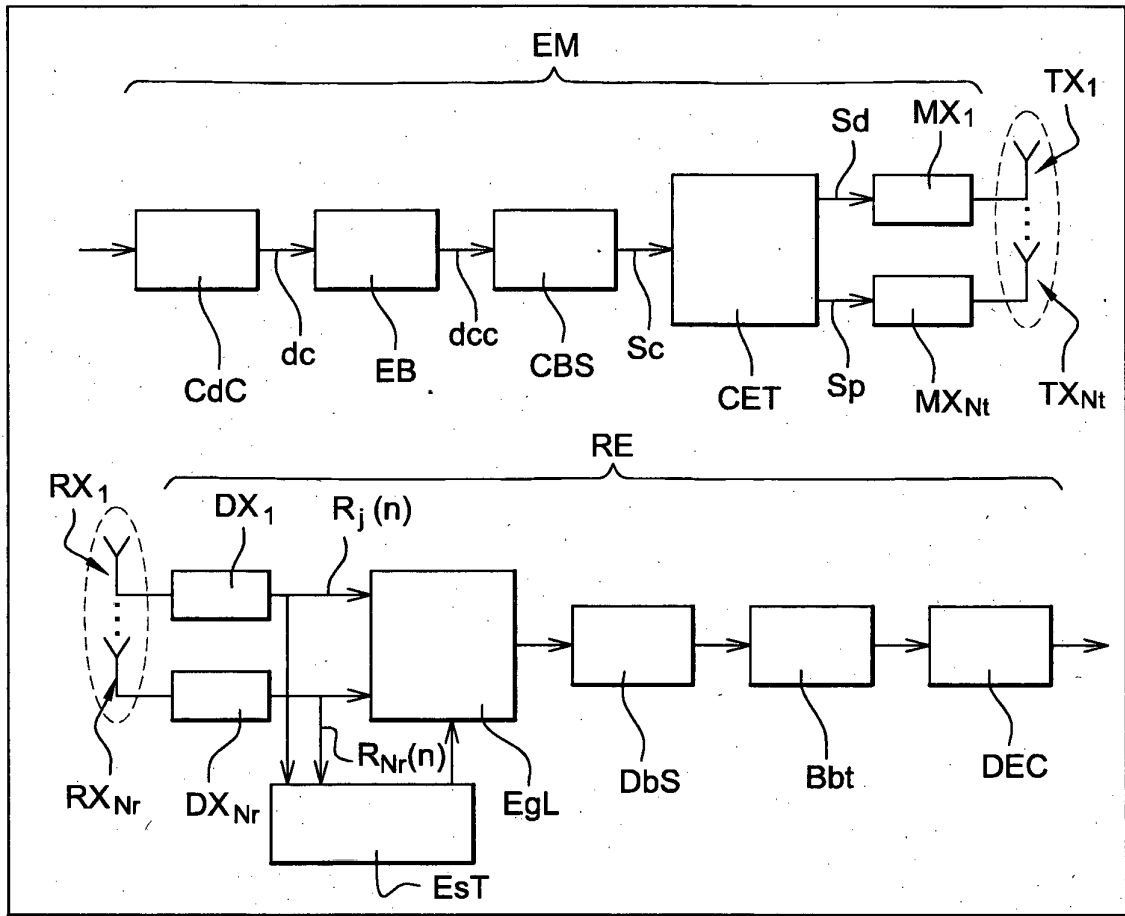 EM
TX1
MX1
Sd
CdC
dc
EB
dcc
CBS
Sc
CET
Sp
MXNt
TXNt
RE
RX1
DX1
Rj (n)
RNr(n)
RXNr
DXNr
EgL
DbS
Bbt
DEC
EsT